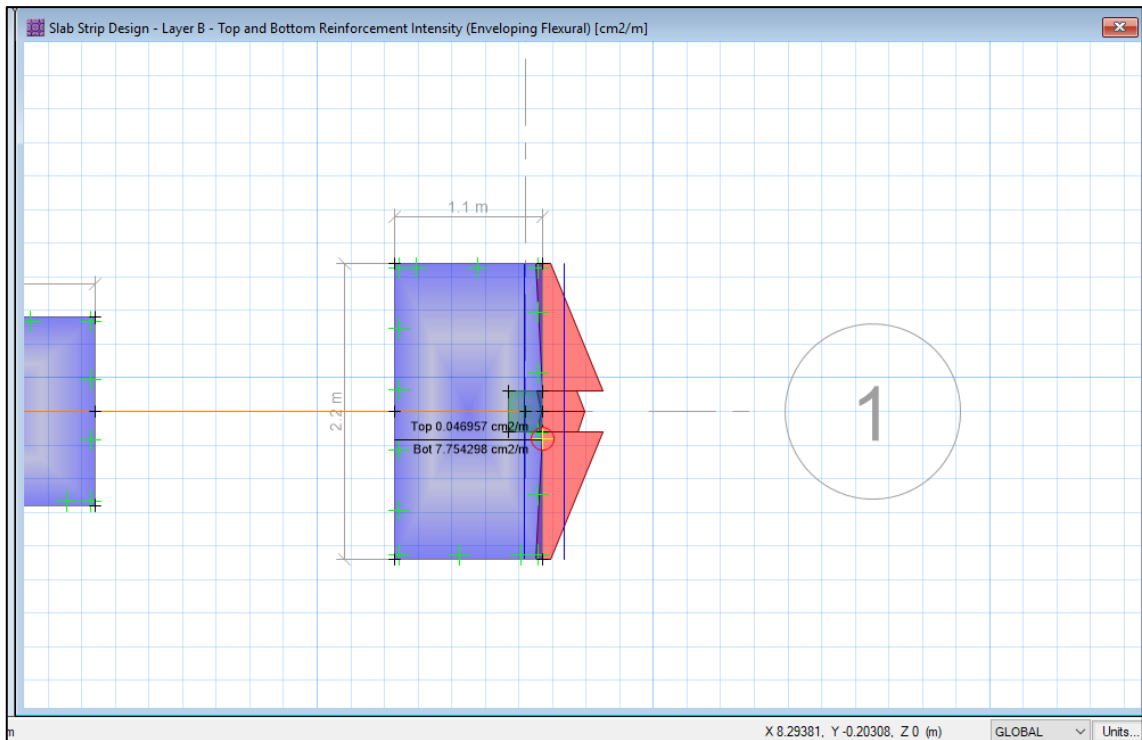 Slab Strip Design - Layer B - Top and Bottom Reinforcement Intensity (Enveloping Flexural) [cm2/m]
1.1 m
2.2 m
1
Top 0.046957 cm2/m
Bot 7.754298 cm2/m
m
X 8.29381, Y -0.20308, Z 0 (m)
GLOBAL
Units...